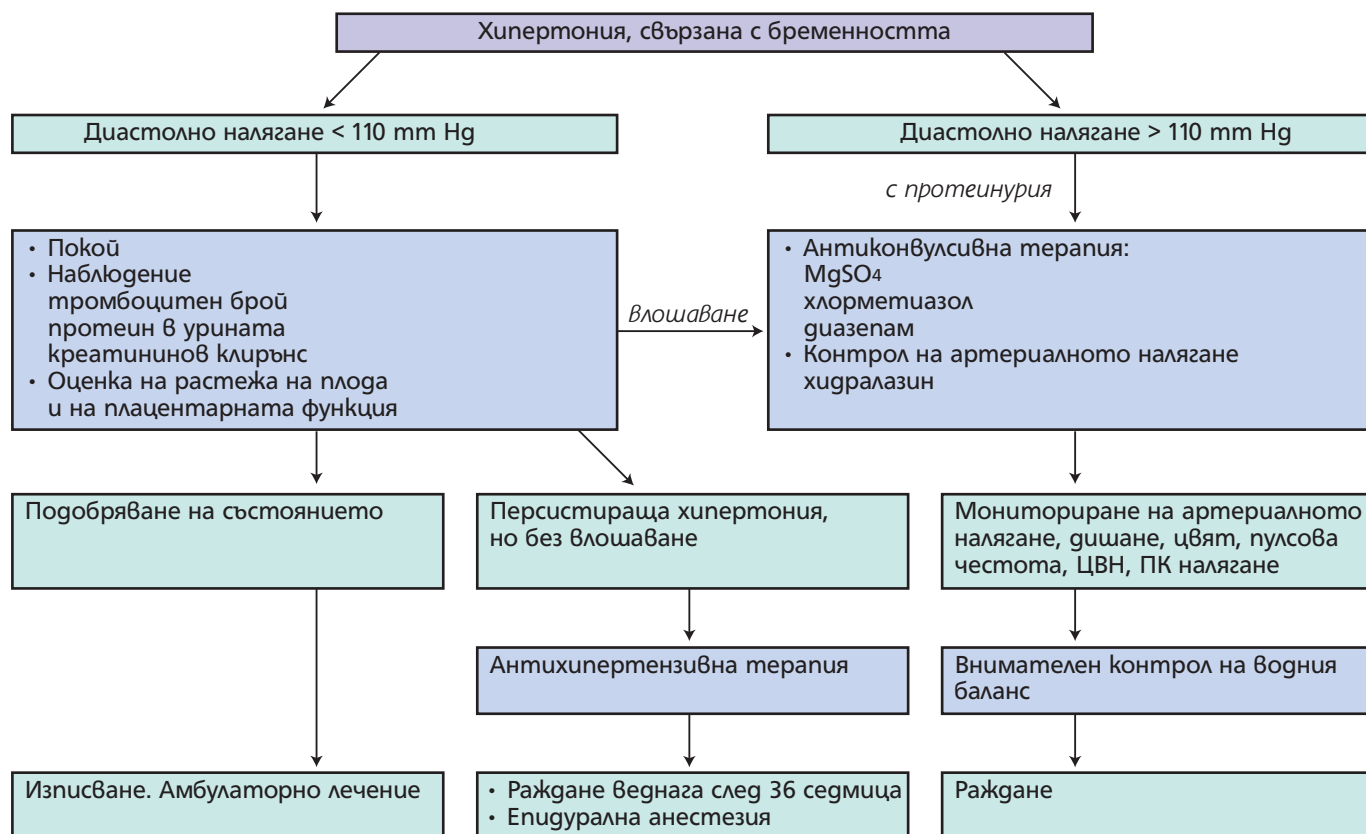 Хипертония, свързана с бременността
Диастолно налягане < 110 mm Hg
Диастолно налягане > 110 mm Hg
с протеинурия
• Покой
• Наблюдение
тромбоцитен брой
протеин в урината
креатининов клирънс
• Оценка на растежа на плода
и на плацентарната функция
влошаване
• Антиконвулсивна терапия:
MgSO4
хлорметиазол
диазепам
• Контрол на артериалното налягане
хидралазин
Подобряване на състоянието
Персистираща хипертония,
но без влошаване
Мониториране на артериалното
налягане, дишане, цвят, пулсова
честота, ЦВН, ПК налягане
Антихипертензивна терапия
Внимателен контрол на водния
баланс
Изписване. Амбулаторно лечение
• Раждане веднага след 36 седмица
• Епидурална анестезия
Раждане